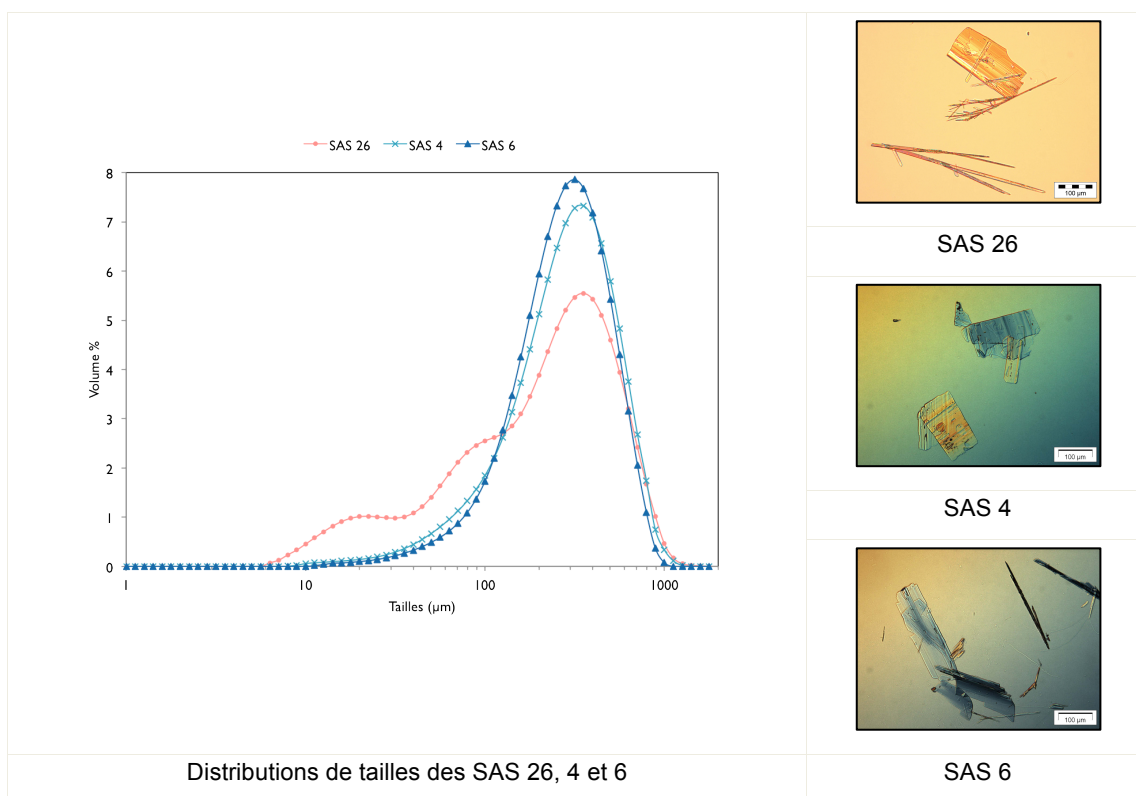 SAS 26 SAS 4 SAS 6
8
7
6
5
4
3
2
1
0
Volume %
1 10 100 1000
Tailles (µm)
Distributions de tailles des SAS 26, 4 et 6
100 µm
SAS 26
100 µm
SAS 4
100 µm
SAS 6